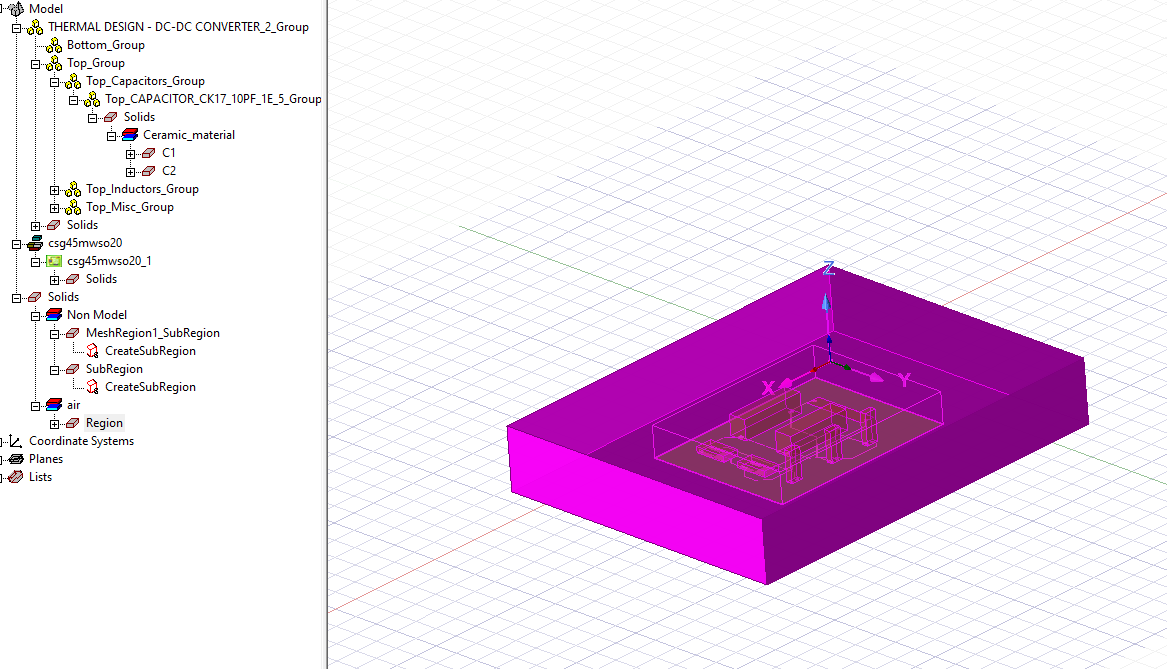 Model
THERMAL DESIGN - DC-DC CONVERTER_2_Group
Bottom_Group
Top_Group
Top_Capacitors_Group
Top_CAPACITOR_CK17_10PF_1E_5_Group
Solids
Ceramic_material
C1
C2
Top_Inductors_Group
Top_Misc_Group
Solids
csg45mwso20
csg45mwso20_1
Solids
Solids
Non Model
MeshRegion1_SubRegion
CreateSubRegion
SubRegion
CreateSubRegion
air
Region
Coordinate Systems
Planes
Lists
Z
X
Y